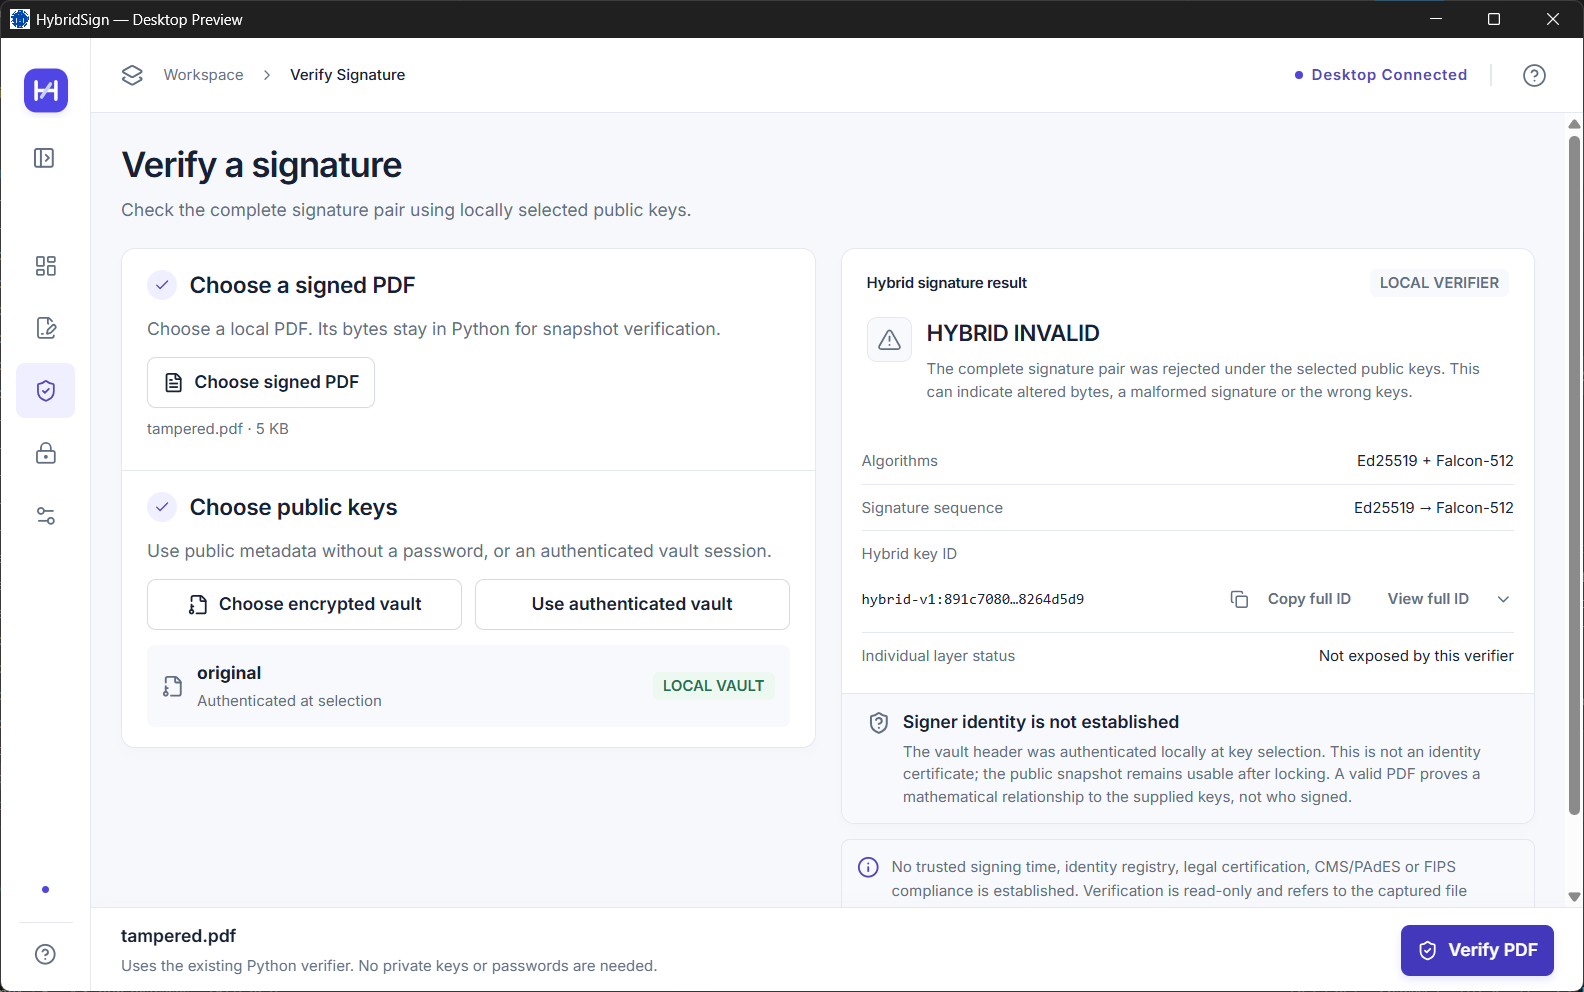 HybridSign — Desktop Preview
Workspace > Verify Signature
Desktop Connected
Verify a signature
Check the complete signature pair using locally selected public keys.
Choose a signed PDF
Choose a local PDF. Its bytes stay in Python for snapshot verification.
Choose signed PDF
tampered.pdf · 5 KB
Choose public keys
Use public metadata without a password, or an authenticated vault session.
Choose encrypted vault
Use authenticated vault
original
Authenticated at selection
LOCAL VAULT
Hybrid signature result
LOCAL VERIFIER
HYBRID INVALID
The complete signature pair was rejected under the selected public keys. This
can indicate altered bytes, a malformed signature or the wrong keys.
Algorithms
Ed25519 + Falcon-512
Signature sequence
Ed25519 → Falcon-512
Hybrid key ID
hybrid-v1:891c7080…8264d5d9
Copy full ID
View full ID
Individual layer status
Not exposed by this verifier
Signer identity is not established
The vault header was authenticated locally at key selection. This is not an identity
certificate; the public snapshot remains usable after locking. A valid PDF proves a
mathematical relationship to the supplied keys, not who signed.
No trusted signing time, identity registry, legal certification, CMS/PAdES or FIPS
compliance is established. Verification is read-only and refers to the captured file
tampered.pdf
Uses the existing Python verifier. No private keys or passwords are needed.
Verify PDF